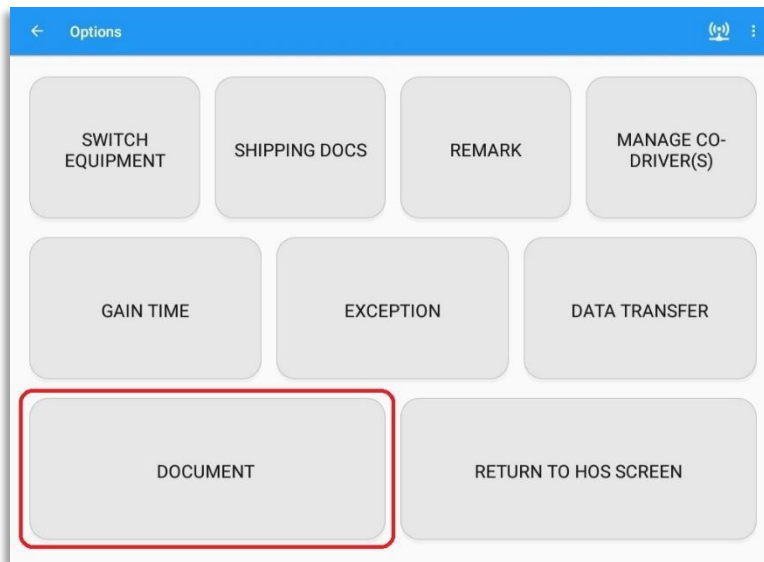 Options
SWITCH
EQUIPMENT
SHIPPING DOCS
REMARK
MANAGE CO-
DRIVER(S)
GAIN TIME
EXCEPTION
DATA TRANSFER
DOCUMENT
RETURN TO HOS SCREEN